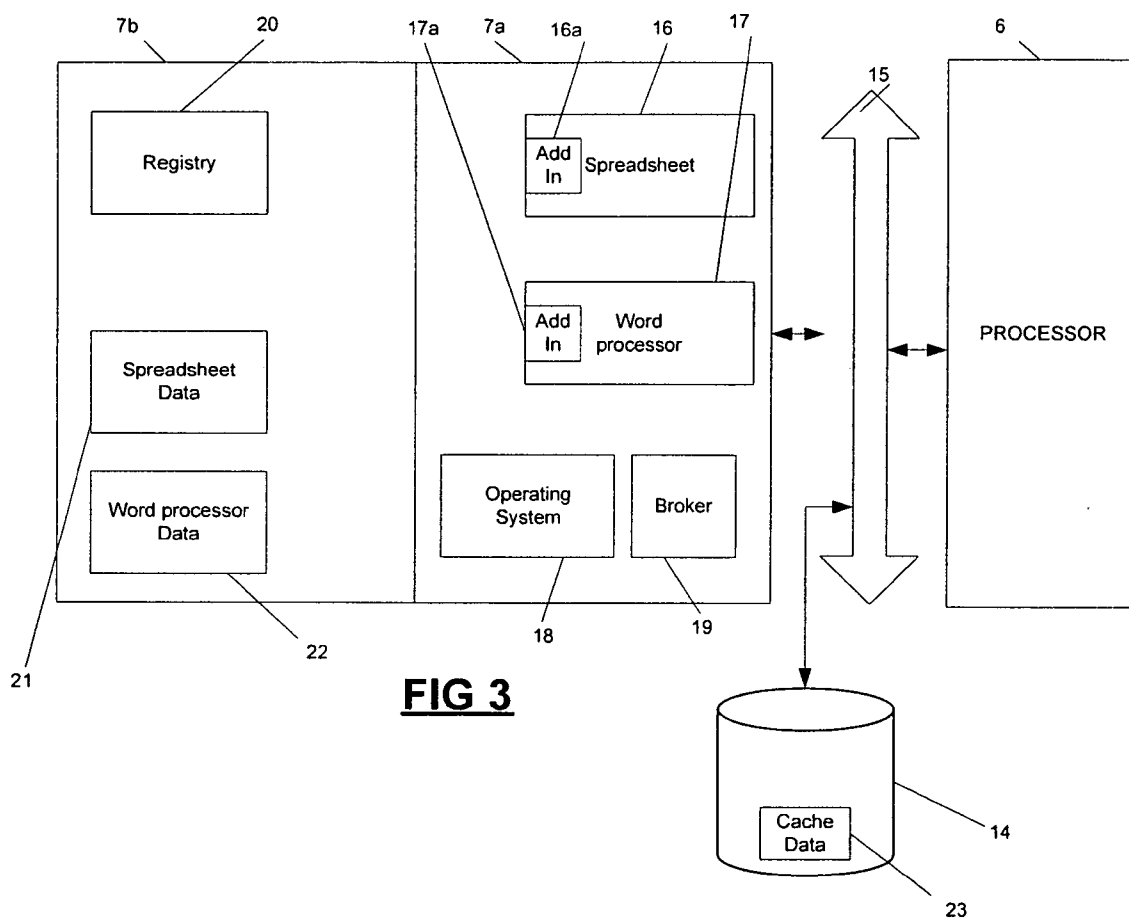 7b
20
17a
7a
16a
16
17
6
15
Registry
Add
In
Spreadsheet
Add
In
Word
processor
PROCESSOR
Spreadsheet
Data
Word processor
Data
Operating
System
Broker
21
22
18
19
FIG 3
Cache
Data
14
23